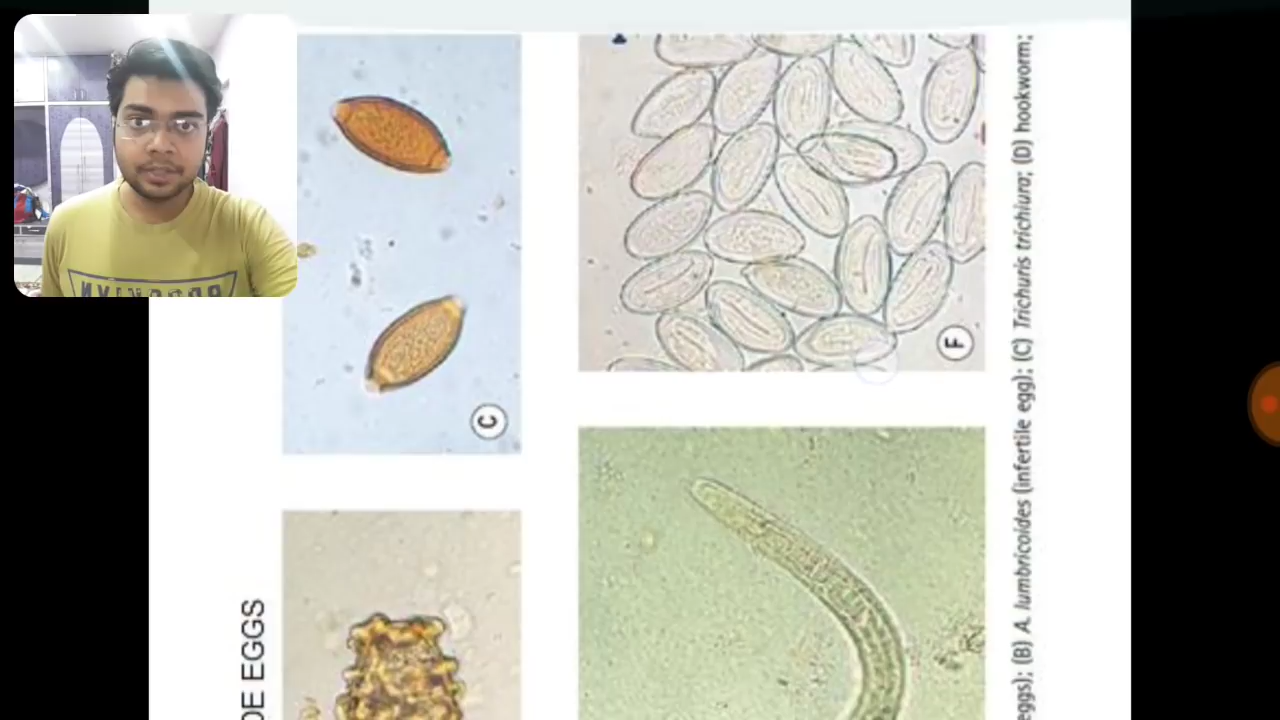 DE EGGS
C
F
eggs); (B) A. lumbricoides (infertile egg); (C) Trichuris trichiura; (D) hookworm;